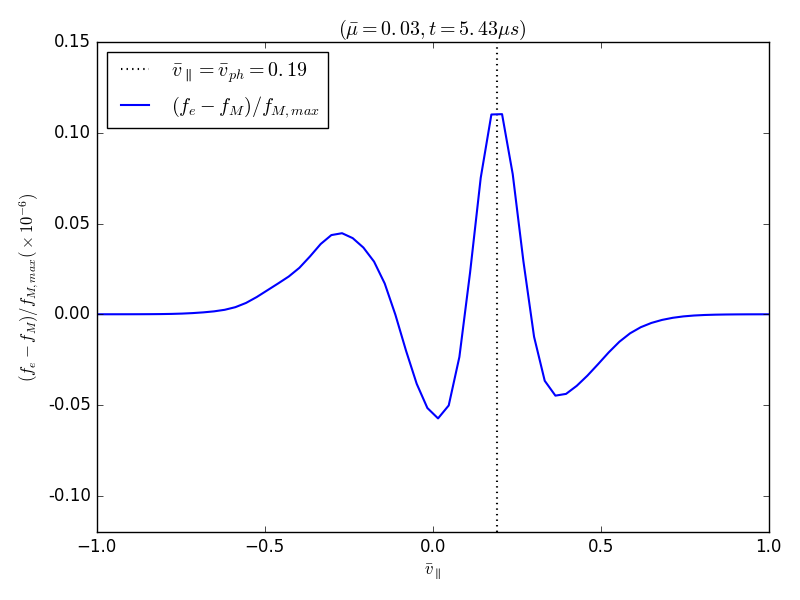 (μ̄ = 0.03, t = 5.43μs)
v̄∥ = v̄ph = 0.19
(fe − fM)/fM,max
(fe − fM)/fM,max(×10−6)
0.15
0.10
0.05
0.00
-0.05
-0.10
−1.0 −0.5 0.0 0.5 1.0
v̄∥